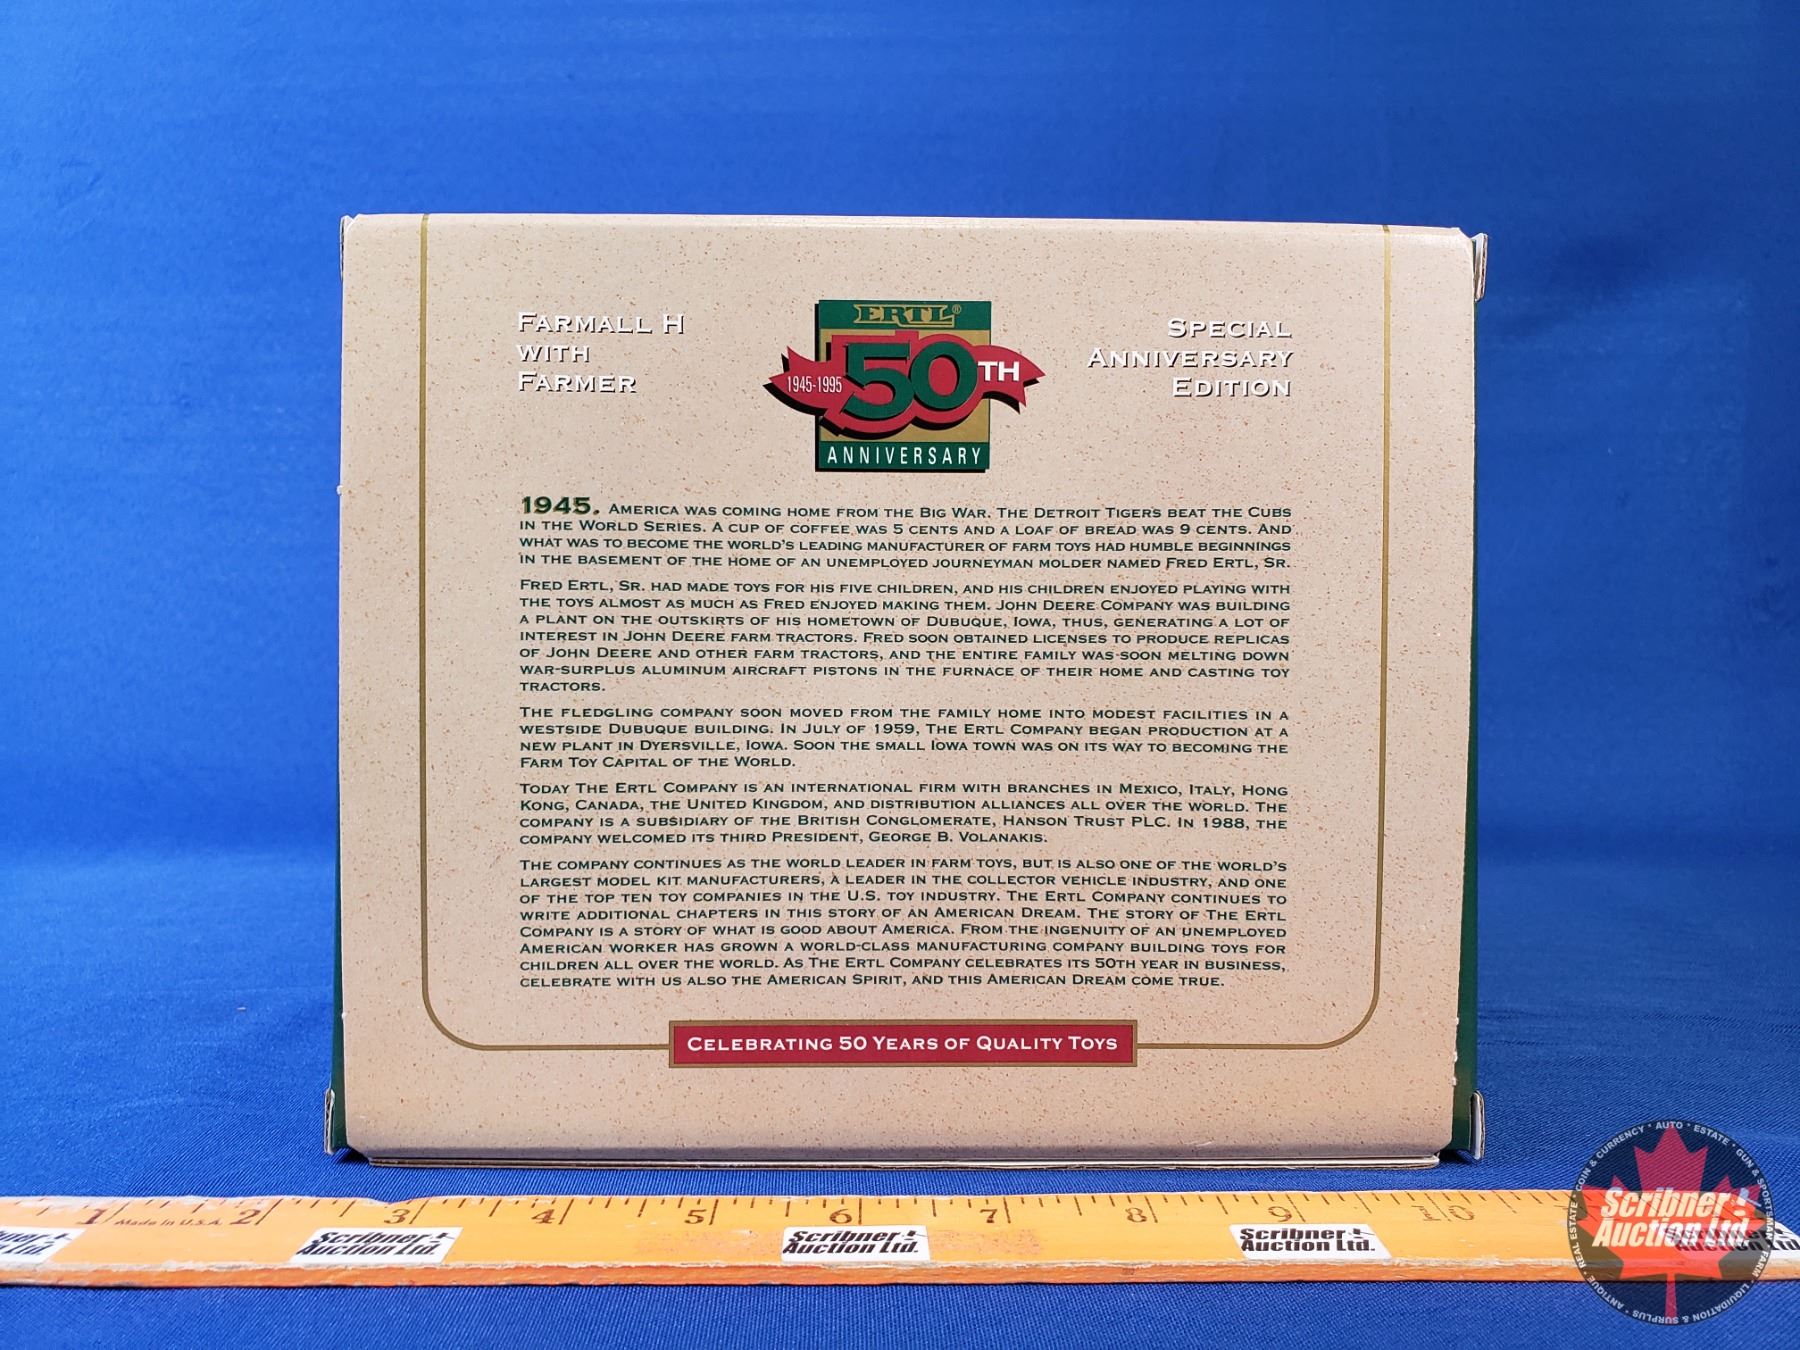 FARMALL H
WITH
FARMER
ERTL®
1945-1995 50TH
ANNIVERSARY
SPECIAL
ANNIVERSARY
EDITION
1945. AMERICA WAS COMING HOME FROM THE BIG WAR. THE DETROIT TIGERS BEAT THE CUBS
IN THE WORLD SERIES. A CUP OF COFFEE WAS 5 CENTS AND A LOAF OF BREAD WAS 9 CENTS. AND
WHAT WAS TO BECOME THE WORLD'S LEADING MANUFACTURER OF FARM TOYS HAD HUMBLE BEGINNINGS
IN THE BASEMENT OF THE HOME OF AN UNEMPLOYED JOURNEYMAN MOLDER NAMED FRED ERTL, SR.
FRED ERTL, SR. HAD MADE TOYS FOR HIS FIVE CHILDREN, AND HIS CHILDREN ENJOYED PLAYING WITH
THE TOYS ALMOST AS MUCH AS FRED ENJOYED MAKING THEM. JOHN DEERE COMPANY WAS BUILDING
A PLANT ON THE OUTSKIRTS OF HIS HOMETOWN OF DUBUQUE, IOWA, THUS, GENERATING A LOT OF
INTEREST IN JOHN DEERE FARM TRACTORS. FRED SOON OBTAINED LICENSES TO PRODUCE REPLICAS
OF JOHN DEERE AND OTHER FARM TRACTORS, AND THE ENTIRE FAMILY WAS SOON MELTING DOWN
WAR-SURPLUS ALUMINUM AIRCRAFT PISTONS IN THE FURNACE OF THEIR HOME AND CASTING TOY
TRACTORS.
THE FLEDGLING COMPANY SOON MOVED FROM THE FAMILY HOME INTO MODEST FACILITIES IN A
WESTSIDE DUBUQUE BUILDING. IN JULY OF 1959, THE ERTL COMPANY BEGAN PRODUCTION AT A
NEW PLANT IN DYERSVILLE, IOWA. SOON THE SMALL IOWA TOWN WAS ON ITS WAY TO BECOMING THE
FARM TOY CAPITAL OF THE WORLD.
TODAY THE ERTL COMPANY IS AN INTERNATIONAL FIRM WITH BRANCHES IN MEXICO, ITALY, HONG
KONG, CANADA, THE UNITED KINGDOM, AND DISTRIBUTION ALLIANCES ALL OVER THE WORLD. THE
COMPANY IS A SUBSIDIARY OF THE BRITISH CONGLOMERATE, HANSON TRUST PLC. IN 1988, THE
COMPANY WELCOMED ITS THIRD PRESIDENT, GEORGE B. VOLANAKIS.
THE COMPANY CONTINUES AS THE WORLD LEADER IN FARM TOYS, BUT IS ALSO ONE OF THE WORLD'S
LARGEST MODEL KIT MANUFACTURERS, A LEADER IN THE COLLECTOR VEHICLE INDUSTRY, AND ONE
OF THE TOP TEN TOY COMPANIES IN THE U.S. TOY INDUSTRY. THE ERTL COMPANY CONTINUES TO
WRITE ADDITIONAL CHAPTERS IN THIS STORY OF AN AMERICAN DREAM. THE STORY OF THE ERTL
COMPANY IS A STORY OF WHAT IS GOOD ABOUT AMERICA. FROM THE INGENUITY OF AN UNEMPLOYED
AMERICAN WORKER HAS GROWN A WORLD-CLASS MANUFACTURING COMPANY BUILDING TOYS FOR
CHILDREN ALL OVER THE WORLD. AS THE ERTL COMPANY CELEBRATES ITS 50TH YEAR IN BUSINESS,
CELEBRATE WITH US ALSO THE AMERICAN SPIRIT, AND THIS AMERICAN DREAM COME TRUE.
CELEBRATING 50 YEARS OF QUALITY TOYS
1 Made in U.S.A. 2 3 4 5 6 7 8 9 10
Scribner
Auction Ltd.
Scribner
Auction Ltd.
Scribner
Auction Ltd.
Scribner
Auction Ltd.
COIN & CURRENCY * AUTO * ESTATE * GUN & SPORTSMAN * FARM * LIQUIDATION & SURPLUS * ANTIQUE * REAL ESTATE *